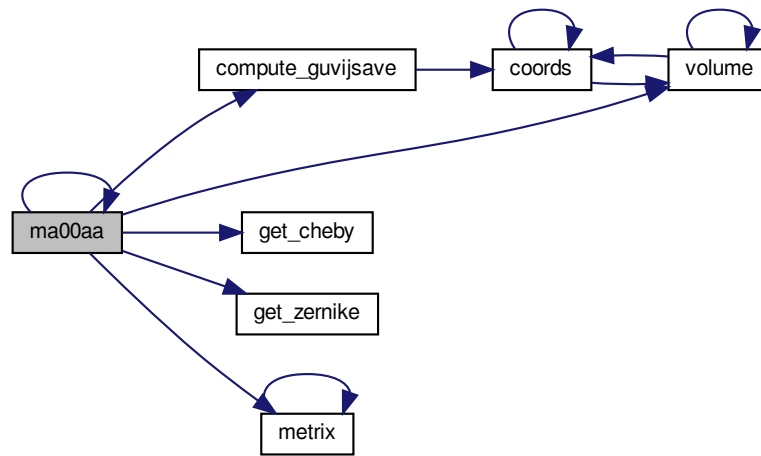 compute_guvijsave
coords
volume
ma00aa
get_cheby
get_zernike
metrix